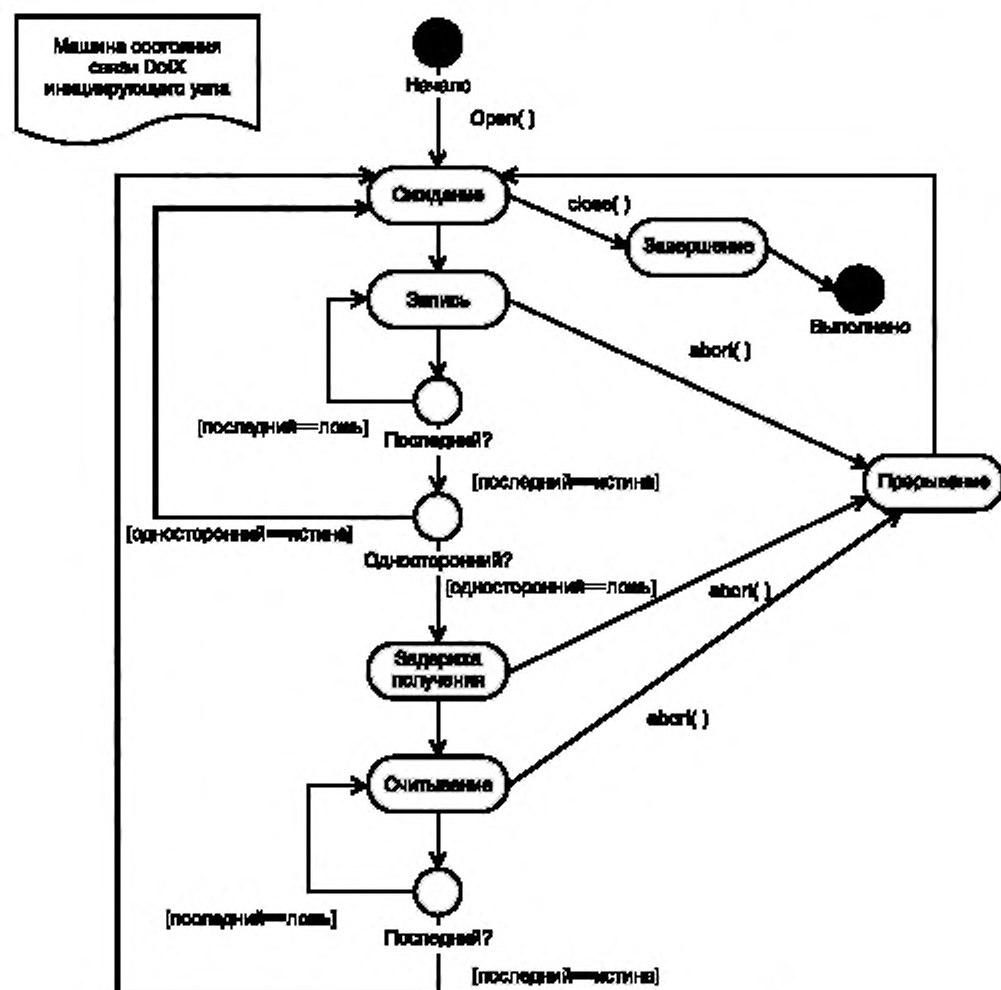 Машина состояния
связи DoIX
инициирующего узла
Начало
Open( )
Ожидание
close( )
Завершение
Выполнено
Запись
abort( )
[последний==ложь]
Последний?
[последний==истина]
Прерывание
[односторонний==истина]
Односторонний?
[односторонний==ложь]
abort( )
Задержка
получения
abort( )
Считывание
[последний==ложь]
Последний?
[последний==истина]